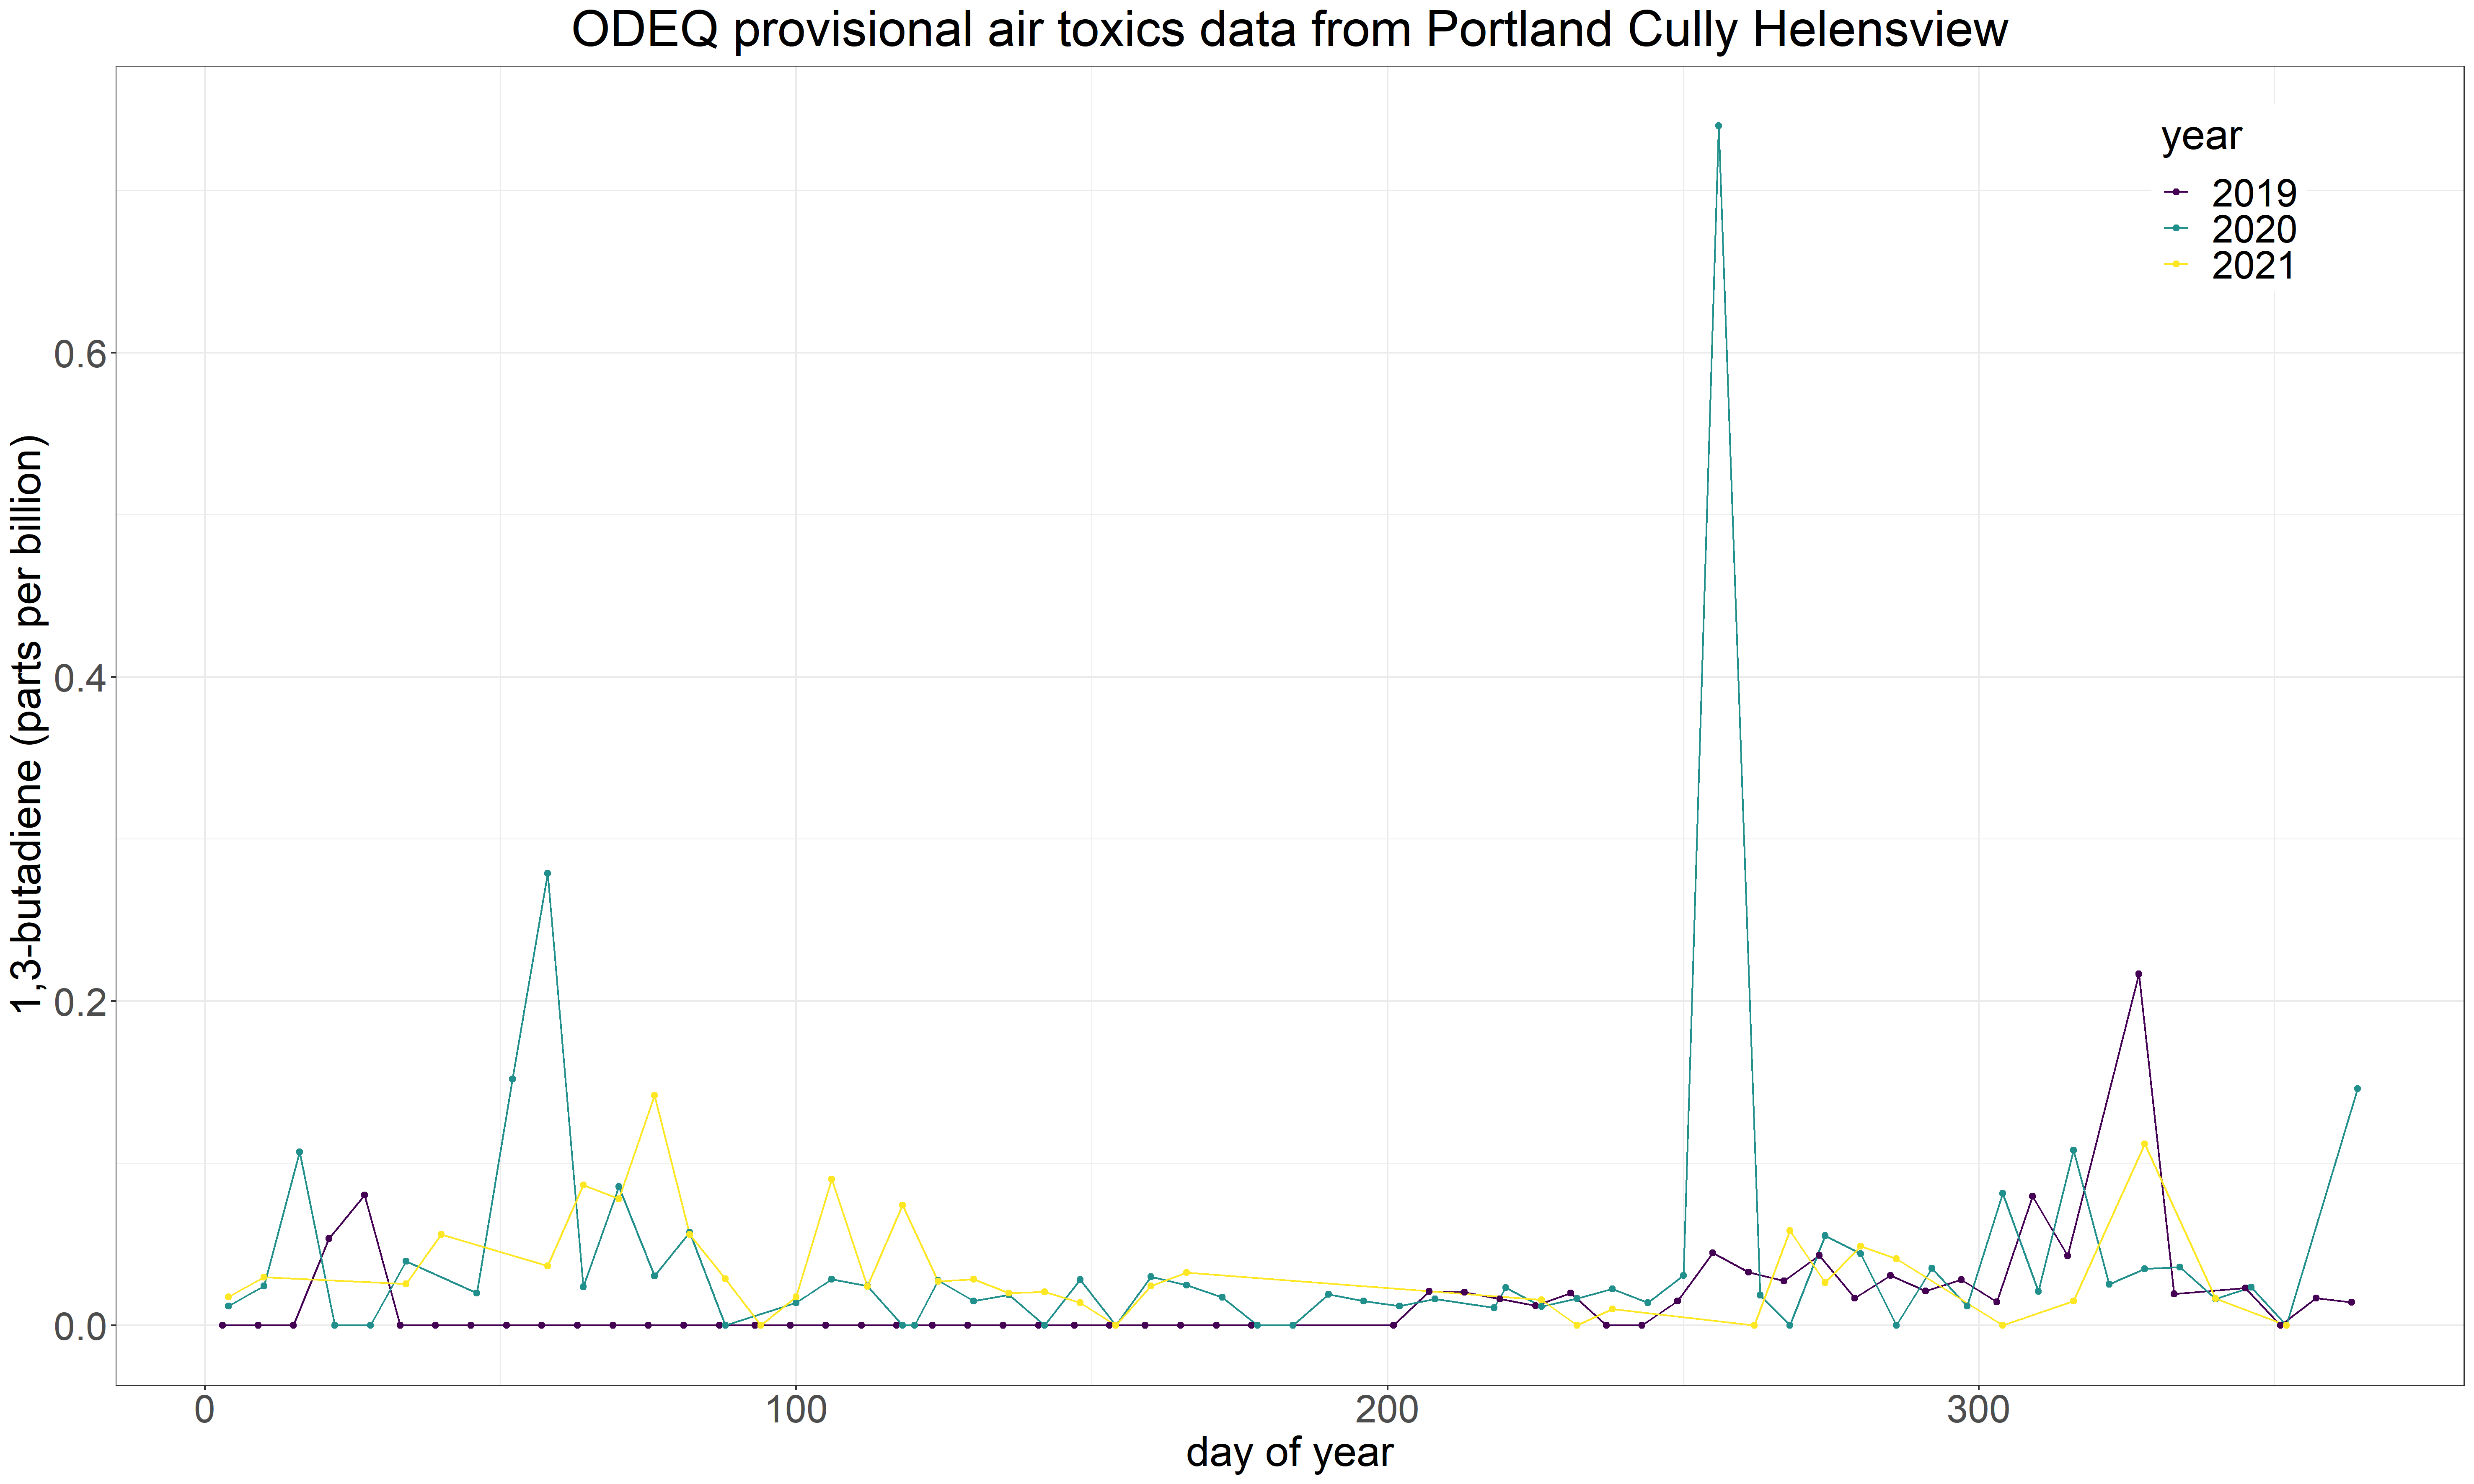 ODEQ provisional air toxics data from Portland Cully Helensview
year
2019
2020
2021
1,3-butadiene (parts per billion)
0.6
0.4
0.2
0.0
0 100 200 300
day of year